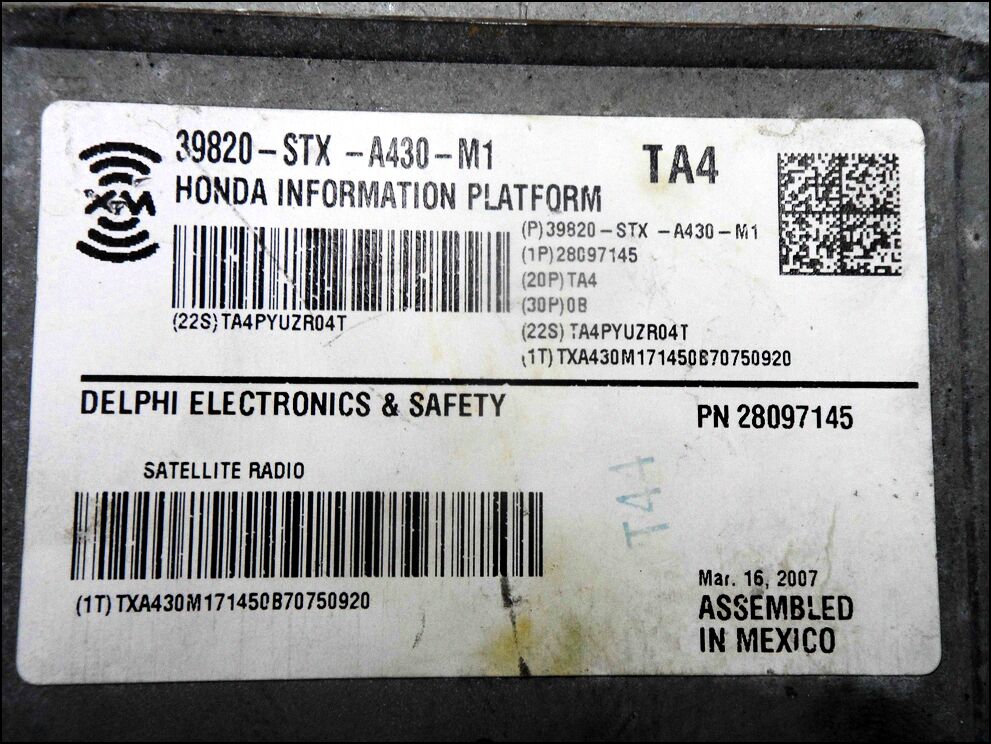 39820-STX -A430-M1
TA4
XM
HONDA INFORMATION PLATFORM
(P)39820-STX -A430-M1
(1P)28097145
(20P)TA4
(30P)0B
(22S)TA4PYUZR04T
(22S)TA4PYUZR04T
(1T)TXA430M171450B70750920
DELPHI ELECTRONICS & SAFETY
PN 28097145
SATELLITE RADIO
TA4
(1T)TXA430M171450B70750920
Mar. 16, 2007
ASSEMBLED
IN MEXICO